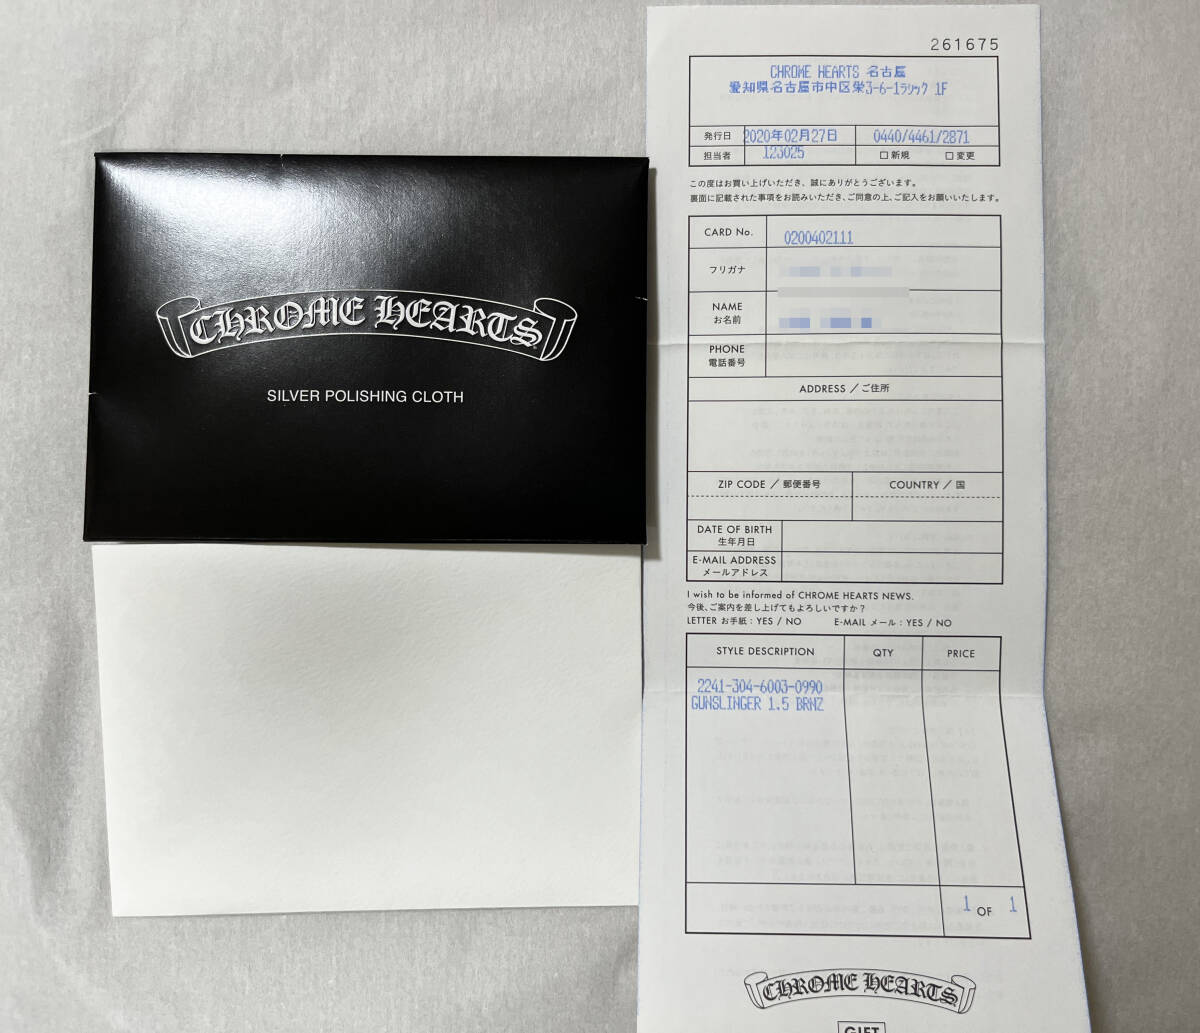 CHROME HEARTS
SILVER POLISHING CLOTH
261675
CHROME HEARTS 名古屋
愛知県名古屋市中区栄3-6-1ラシック 1F
発行日 2020年02月27日 0440/4461/2871
担当者 123025 □新規 □変更
この度はお買い上げいただき、誠にありがとうございます。
裏面に記載された事項をお読みいただき、ご同意の上、ご記入をお願いいたします。
CARD No. 0200402111
フリガナ
NAME
お名前
PHONE
電話番号
ADDRESS / ご住所
ZIP CODE / 郵便番号 COUNTRY / 国
DATE OF BIRTH
生年月日
E-MAIL ADDRESS
メールアドレス
I wish to be informed of CHROME HEARTS NEWS.
今後、ご案内を差し上げてもよろしいですか?
LETTER お手紙 : YES / NO E-MAIL メール : YES / NO
STYLE DESCRIPTION QTY PRICE
2241-304-6003-0990
GUNSLINGER 1.5 BRNZ
1 OF 1
CHROME HEARTS
GIFT